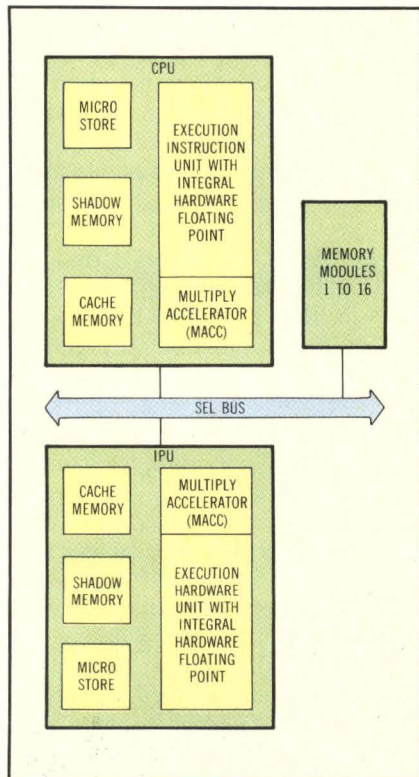 CPU
MICRO
STORE
SHADOW
MEMORY
CACHE
MEMORY
EXECUTION
INSTRUCTION
UNIT WITH
INTEGRAL
HARDWARE
FLOATING
POINT
MULTIPLY
ACCELERATOR
(MACC)
MEMORY
MODULES
1 TO 16
SEL BUS
IPU
CACHE
MEMORY
SHADOW
MEMORY
MICRO
STORE
MULTIPLY
ACCELERATOR
(MACC)
EXECUTION
HARDWARE
UNIT WITH
INTEGRAL
HARDWARE
FLOATING
POINT